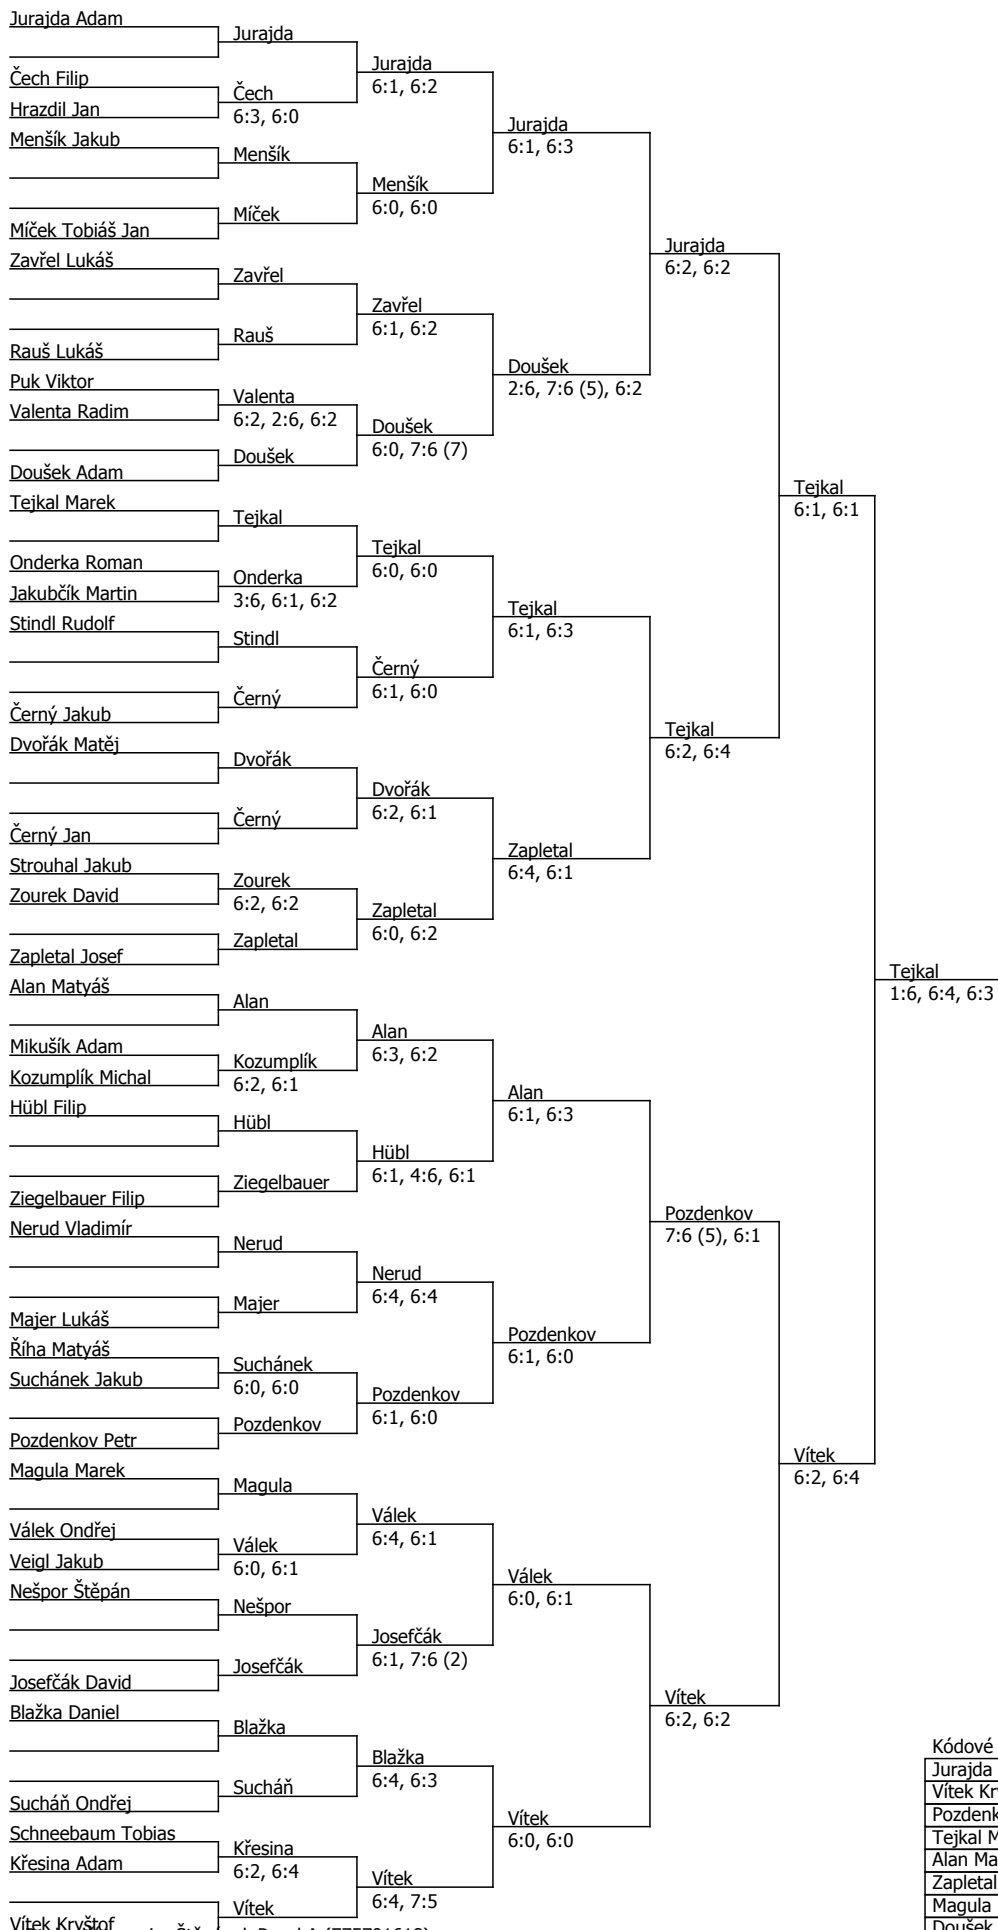 Jurajda Adam
Čech Filip
Hrazdil Jan
Menšík Jakub
Míček Tobiáš Jan
Zavřel Lukáš
Rauš Lukáš
Puk Viktor
Valenta Radim
Doušek Adam
Tejkal Marek
Onderka Roman
Jakubčík Martin
Stindl Rudolf
Černý Jakub
Dvořák Matěj
Černý Jan
Strouhal Jakub
Zourek David
Zapletal Josef
Alan Matyáš
Mikušík Adam
Kozumplík Michal
Hübl Filip
Ziegelbauer Filip
Nerud Vladimír
Majer Lukáš
Říha Matyáš
Suchánek Jakub
Pozdenkov Petr
Magula Marek
Válek Ondřej
Veigl Jakub
Nešpor Štěpán
Josefčák David
Blažka Daniel
Sucháň Ondřej
Schneebaum Tobias
Křesina Adam
Vítek Kryštof
Jurajda
Čech
6:3, 6:0
Menšík
Míček
Zavřel
Rauš
Valenta
6:2, 2:6, 6:2
Doušek
Tejkal
Onderka
3:6, 6:1, 6:2
Stindl
Černý
Dvořák
Černý
Zourek
6:2, 6:2
Zapletal
Alan
Kozumplík
6:2, 6:1
Hübl
Ziegelbauer
Nerud
Majer
Suchánek
6:0, 6:0
Pozdenkov
Magula
Válek
6:0, 6:1
Nešpor
Josefčák
Blažka
Sucháň
Křesina
6:2, 6:4
Vítek
Jurajda
6:1, 6:2
Menšík
6:0, 6:0
Zavřel
6:1, 6:2
Doušek
6:0, 7:6 (7)
Tejkal
6:0, 6:0
Černý
6:1, 6:0
Dvořák
6:2, 6:1
Zapletal
6:0, 6:2
Alan
6:3, 6:2
Hübl
6:1, 4:6, 6:1
Nerud
6:4, 6:4
Pozdenkov
6:1, 6:0
Válek
6:4, 6:1
Josefčák
6:1, 7:6 (2)
Blažka
6:4, 6:3
Vítek
6:4, 7:5
Jurajda
6:1, 6:3
Doušek
2:6, 7:6 (5), 6:2
Tejkal
6:1, 6:3
Zapletal
6:4, 6:1
Alan
6:1, 6:3
Pozdenkov
6:1, 6:0
Válek
6:0, 6:1
Vítek
6:0, 6:0
Jurajda
6:2, 6:2
Tejkal
6:2, 6:4
Pozdenkov
7:6 (5), 6:1
Vítek
6:2, 6:2
Tejkal
6:1, 6:1
Vítek
6:2, 6:4
Tejkal
1:6, 6:4, 6:3
Kódové
Jurajda
Vítek
Tejkal
Zapletal
Magula
Doušek